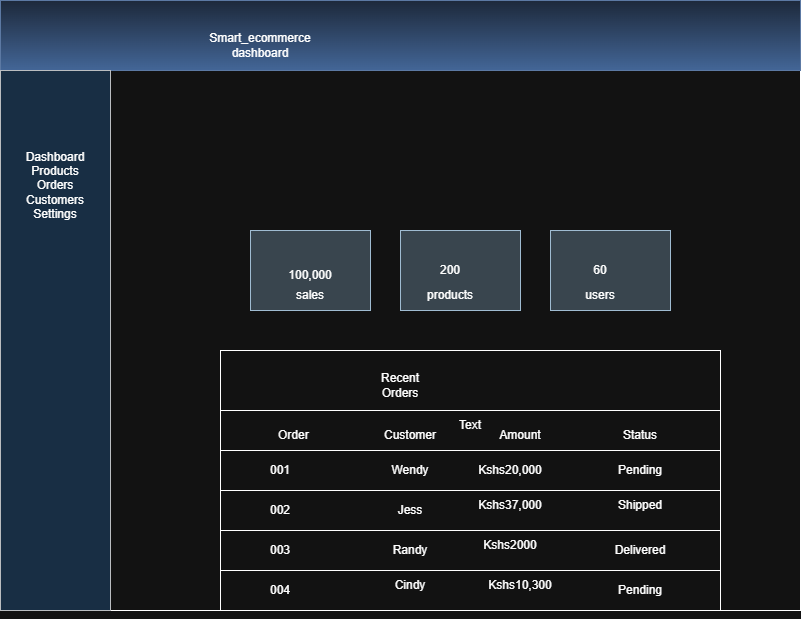 Smart_ecommerce
dashboard
Dashboard
Products
Orders
Customers
Settings
100,000
sales
200
products
60
users
Recent
Orders
Text
Order Customer Amount Status
001 Wendy Kshs20,000 Pending
002 Jess Kshs37,000 Shipped
003 Randy Kshs2000 Delivered
004 Cindy Kshs10,300 Pending